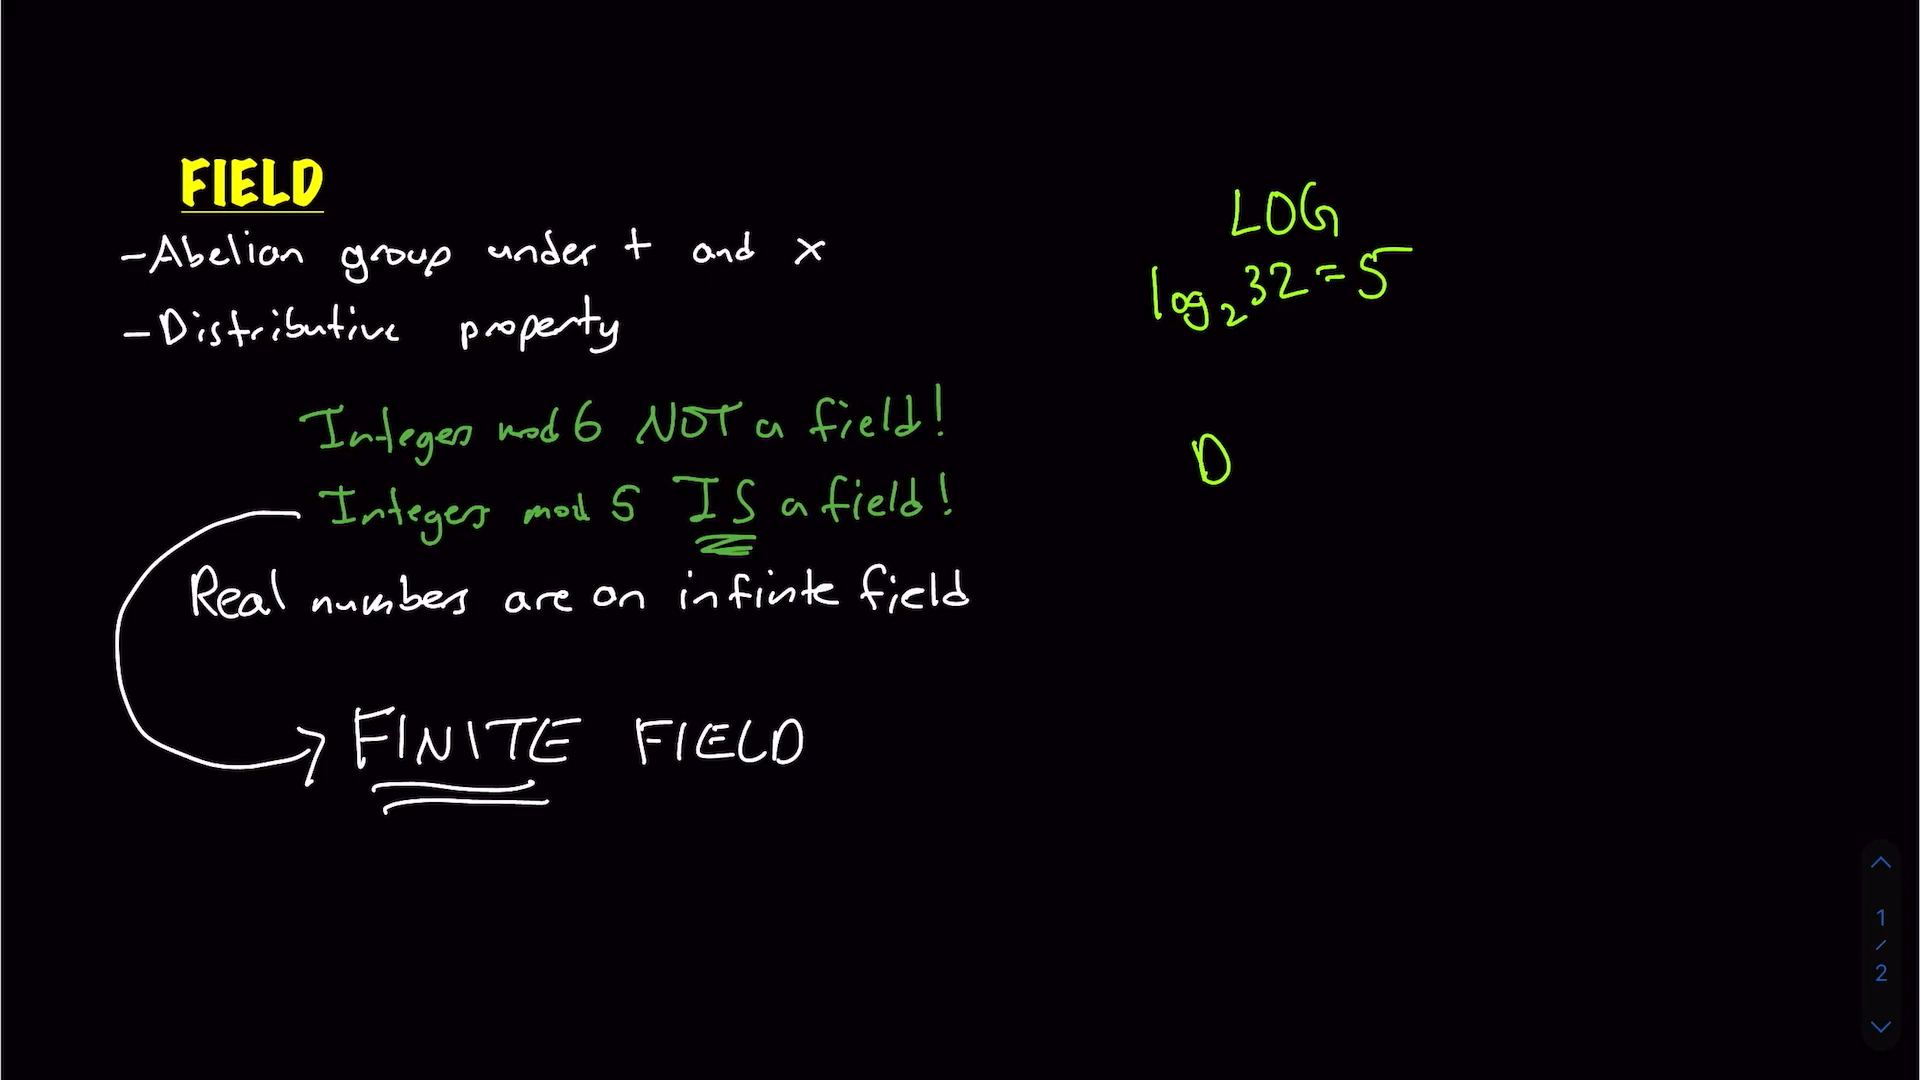 FIELD
- Abelian group under + and x
- Distributive property
Integers mod 6 NOT a field!
Integers mod 5 IS a field!
Real numbers are an infinite field
FINITE FIELD
LOG
log₂ 32 = 5
D
1
/
2